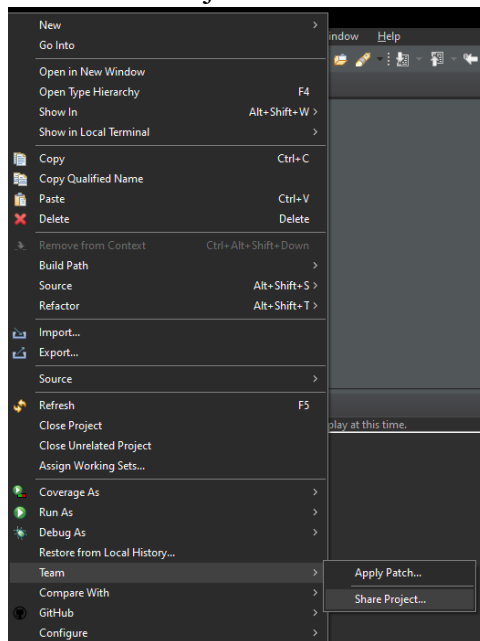 New >
Go Into
indow Help
Open in New Window
Open Type Hierarchy F4
Show In Alt+Shift+W >
Show in Local Terminal >
Copy Ctrl+C
Copy Qualified Name
Paste Ctrl+V
Delete Delete
Remove from Context Ctrl+Alt+Shift+Down
Build Path >
Source Alt+Shift+S >
Refactor Alt+Shift+T >
Import...
Export...
Source >
Refresh F5
Close Project
play at this time.
Close Unrelated Project
Assign Working Sets...
Coverage As >
Run As >
Debug As >
Restore from Local History...
Team >
Apply Patch...
Compare With >
Share Project...
GitHub >
Configure >